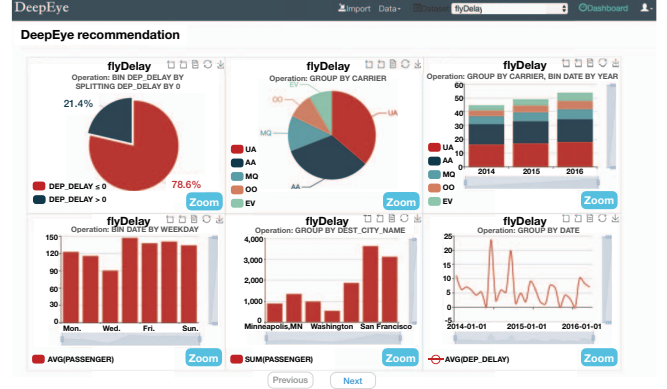 DeepEye
Import Data Dataset flyDelay Dashboard
DeepEye recommendation
flyDelay
Operation: BIN DEP_DELAY BY
SPLITTING DEP_DELAY BY 0
21.4%
78.6%
DEP_DELAY ≤ 0
DEP_DELAY > 0
Zoom
flyDelay
Operation: GROUP BY CARRIER
EV
OO
MQ
UA
AA
UA
AA
MQ
OO
EV
Zoom
flyDelay
Operation: GROUP BY CARRIER, BIN DATE BY YEAR
60
50
40
30
20
10
0
2014 2015 2016
UA
AA
MQ
OO
EV
Zoom
flyDelay
Operation: BIN DATE BY WEEKDAY
150
120
90
60
30
0
Mon. Wed. Fri. Sun.
AVG(PASSENGER)
Zoom
flyDelay
Operation: GROUP BY DEST_CITY_NAME
4,000
3,000
2,000
1,000
0
Minneapolis,MN Washington San Francisco
SUM(PASSENGER)
Zoom
flyDelay
Operation: GROUP BY DATE
25
20
15
10
5
0
-5
2014-01-01 2015-01-01 2016-01-01
AVG(DEP_DELAY)
Zoom
Previous Next